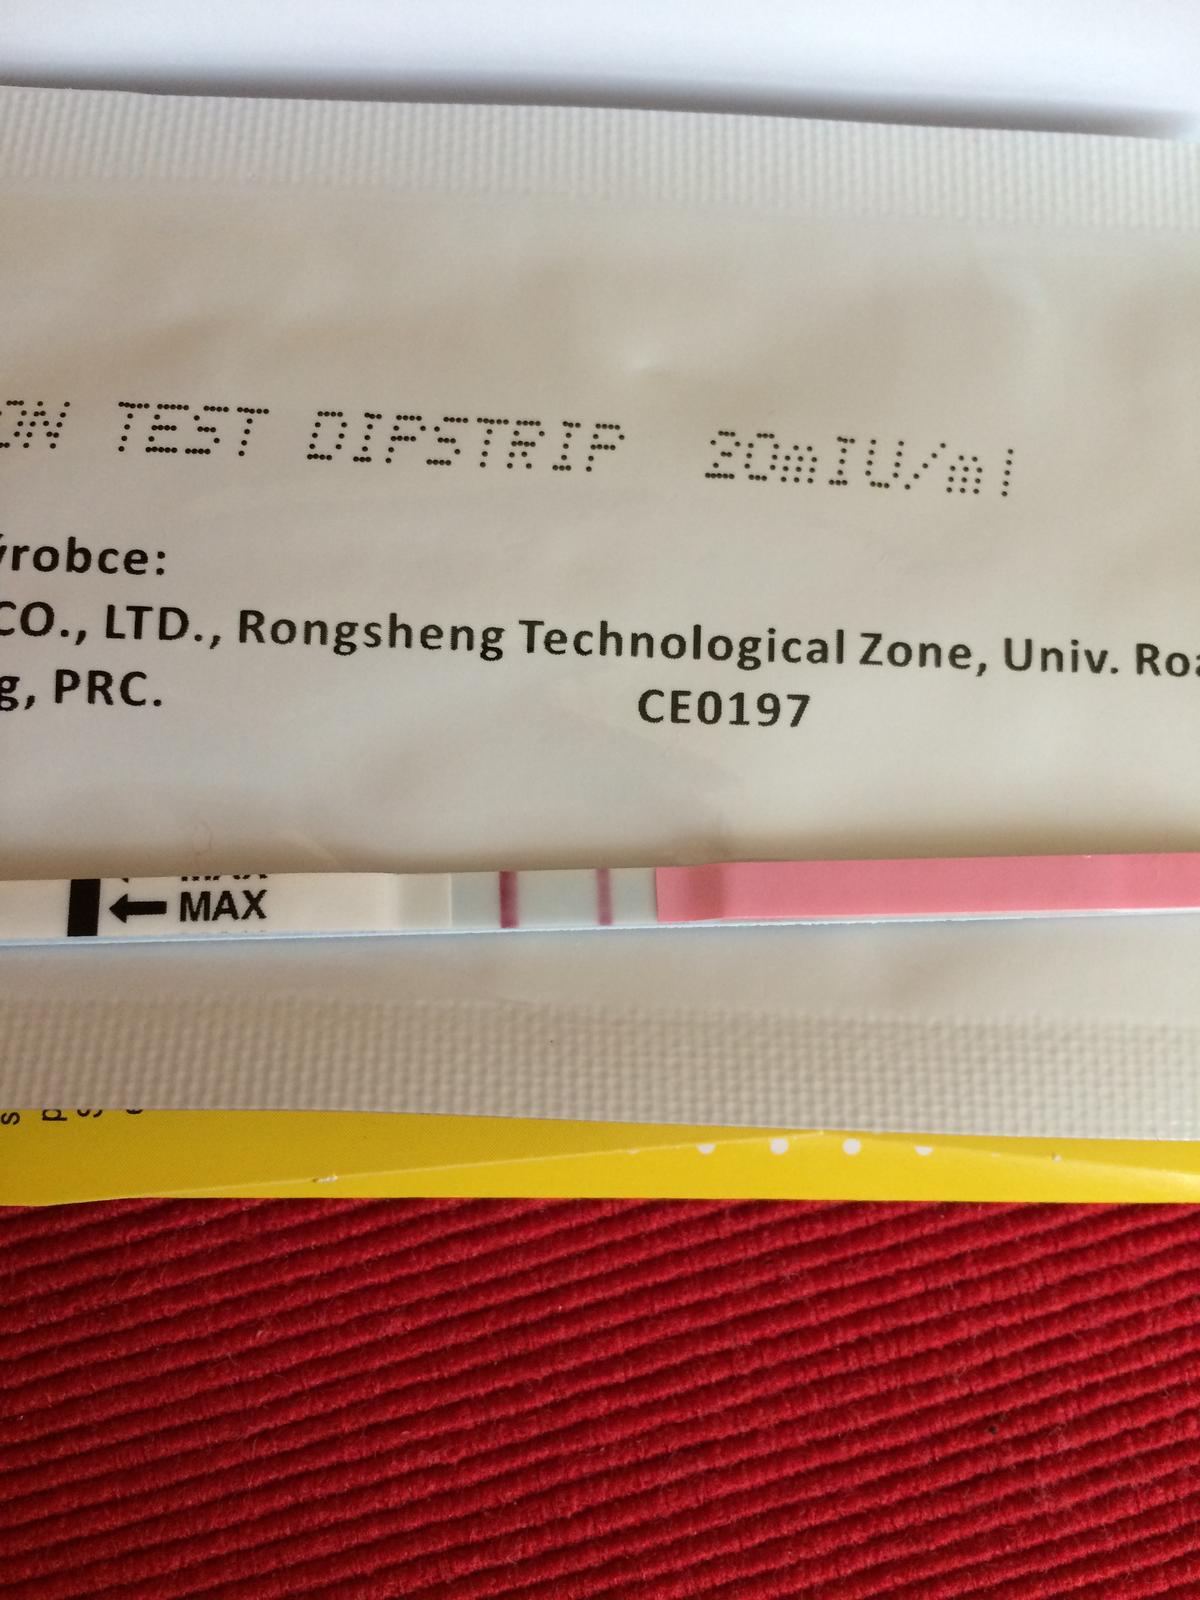 ON TEST DIPSTRIP 20mIU/ml
ýrobce:
CO., LTD., Rongsheng Technological Zone, Univ. Roa
g, PRC.
CE0197
MAX